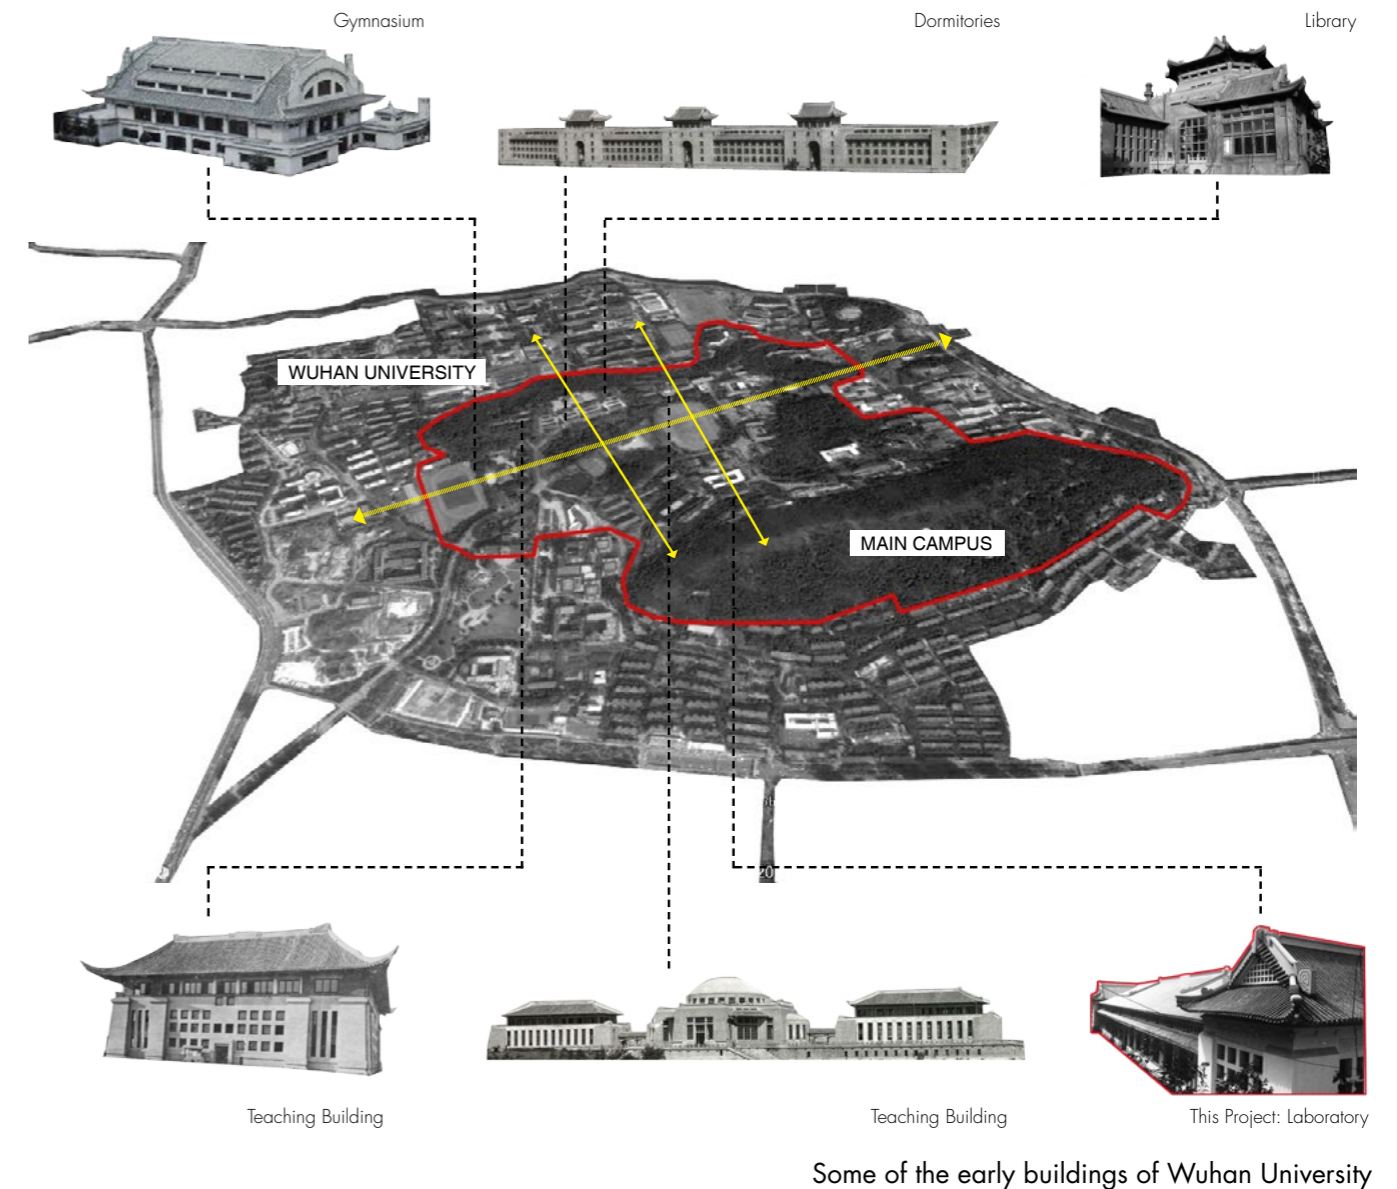 Gymnasium
Dormitories
Library
WUHAN UNIVERSITY
MAIN CAMPUS
20
Teaching Building
Teaching Building
This Project: Laboratory
Some of the early buildings of Wuhan University